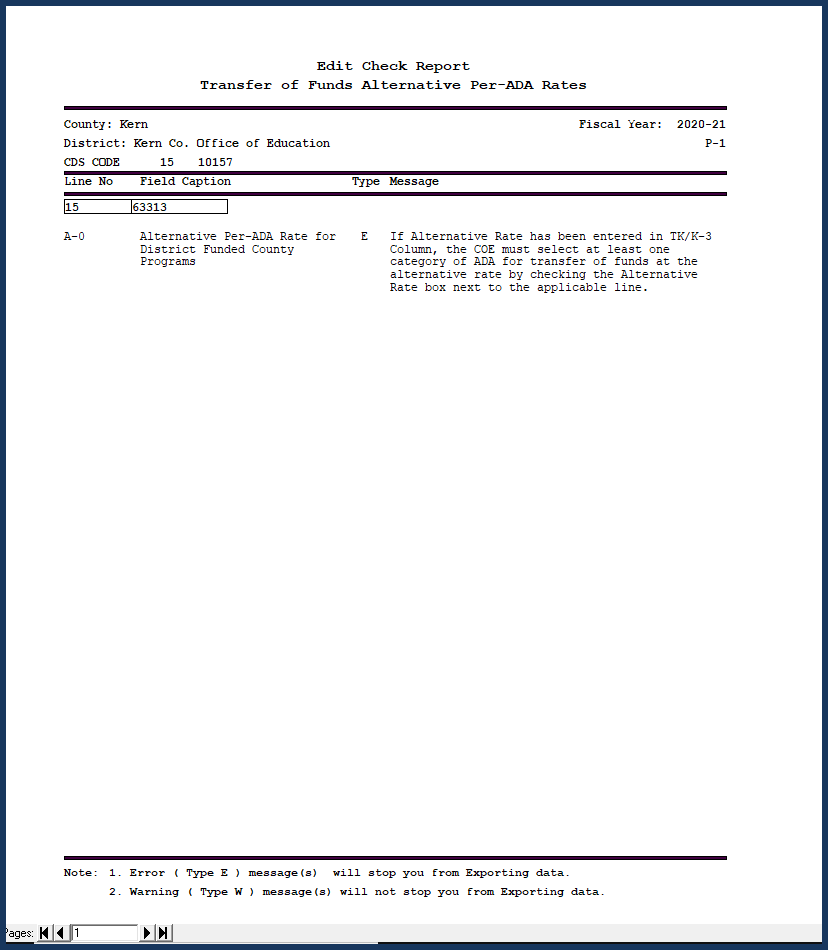 Edit Check Report
Transfer of Funds Alternative Per-ADA Rates
County: Kern Fiscal Year: 2020-21
District: Kern Co. Office of Education P-1
CDS CODE 15 10157
Line No Field Caption Type Message
15 63313
A-0 Alternative Per-ADA Rate for E If Alternative Rate has been entered in TK/K-3
District Funded County Column, the COE must select at least one
Programs category of ADA for transfer of funds at the
alternative rate by checking the Alternative
Rate box next to the applicable line.
Note: 1. Error ( Type E ) message(s) will stop you from Exporting data.
2. Warning ( Type W ) message(s) will not stop you from Exporting data.
Pages: 1